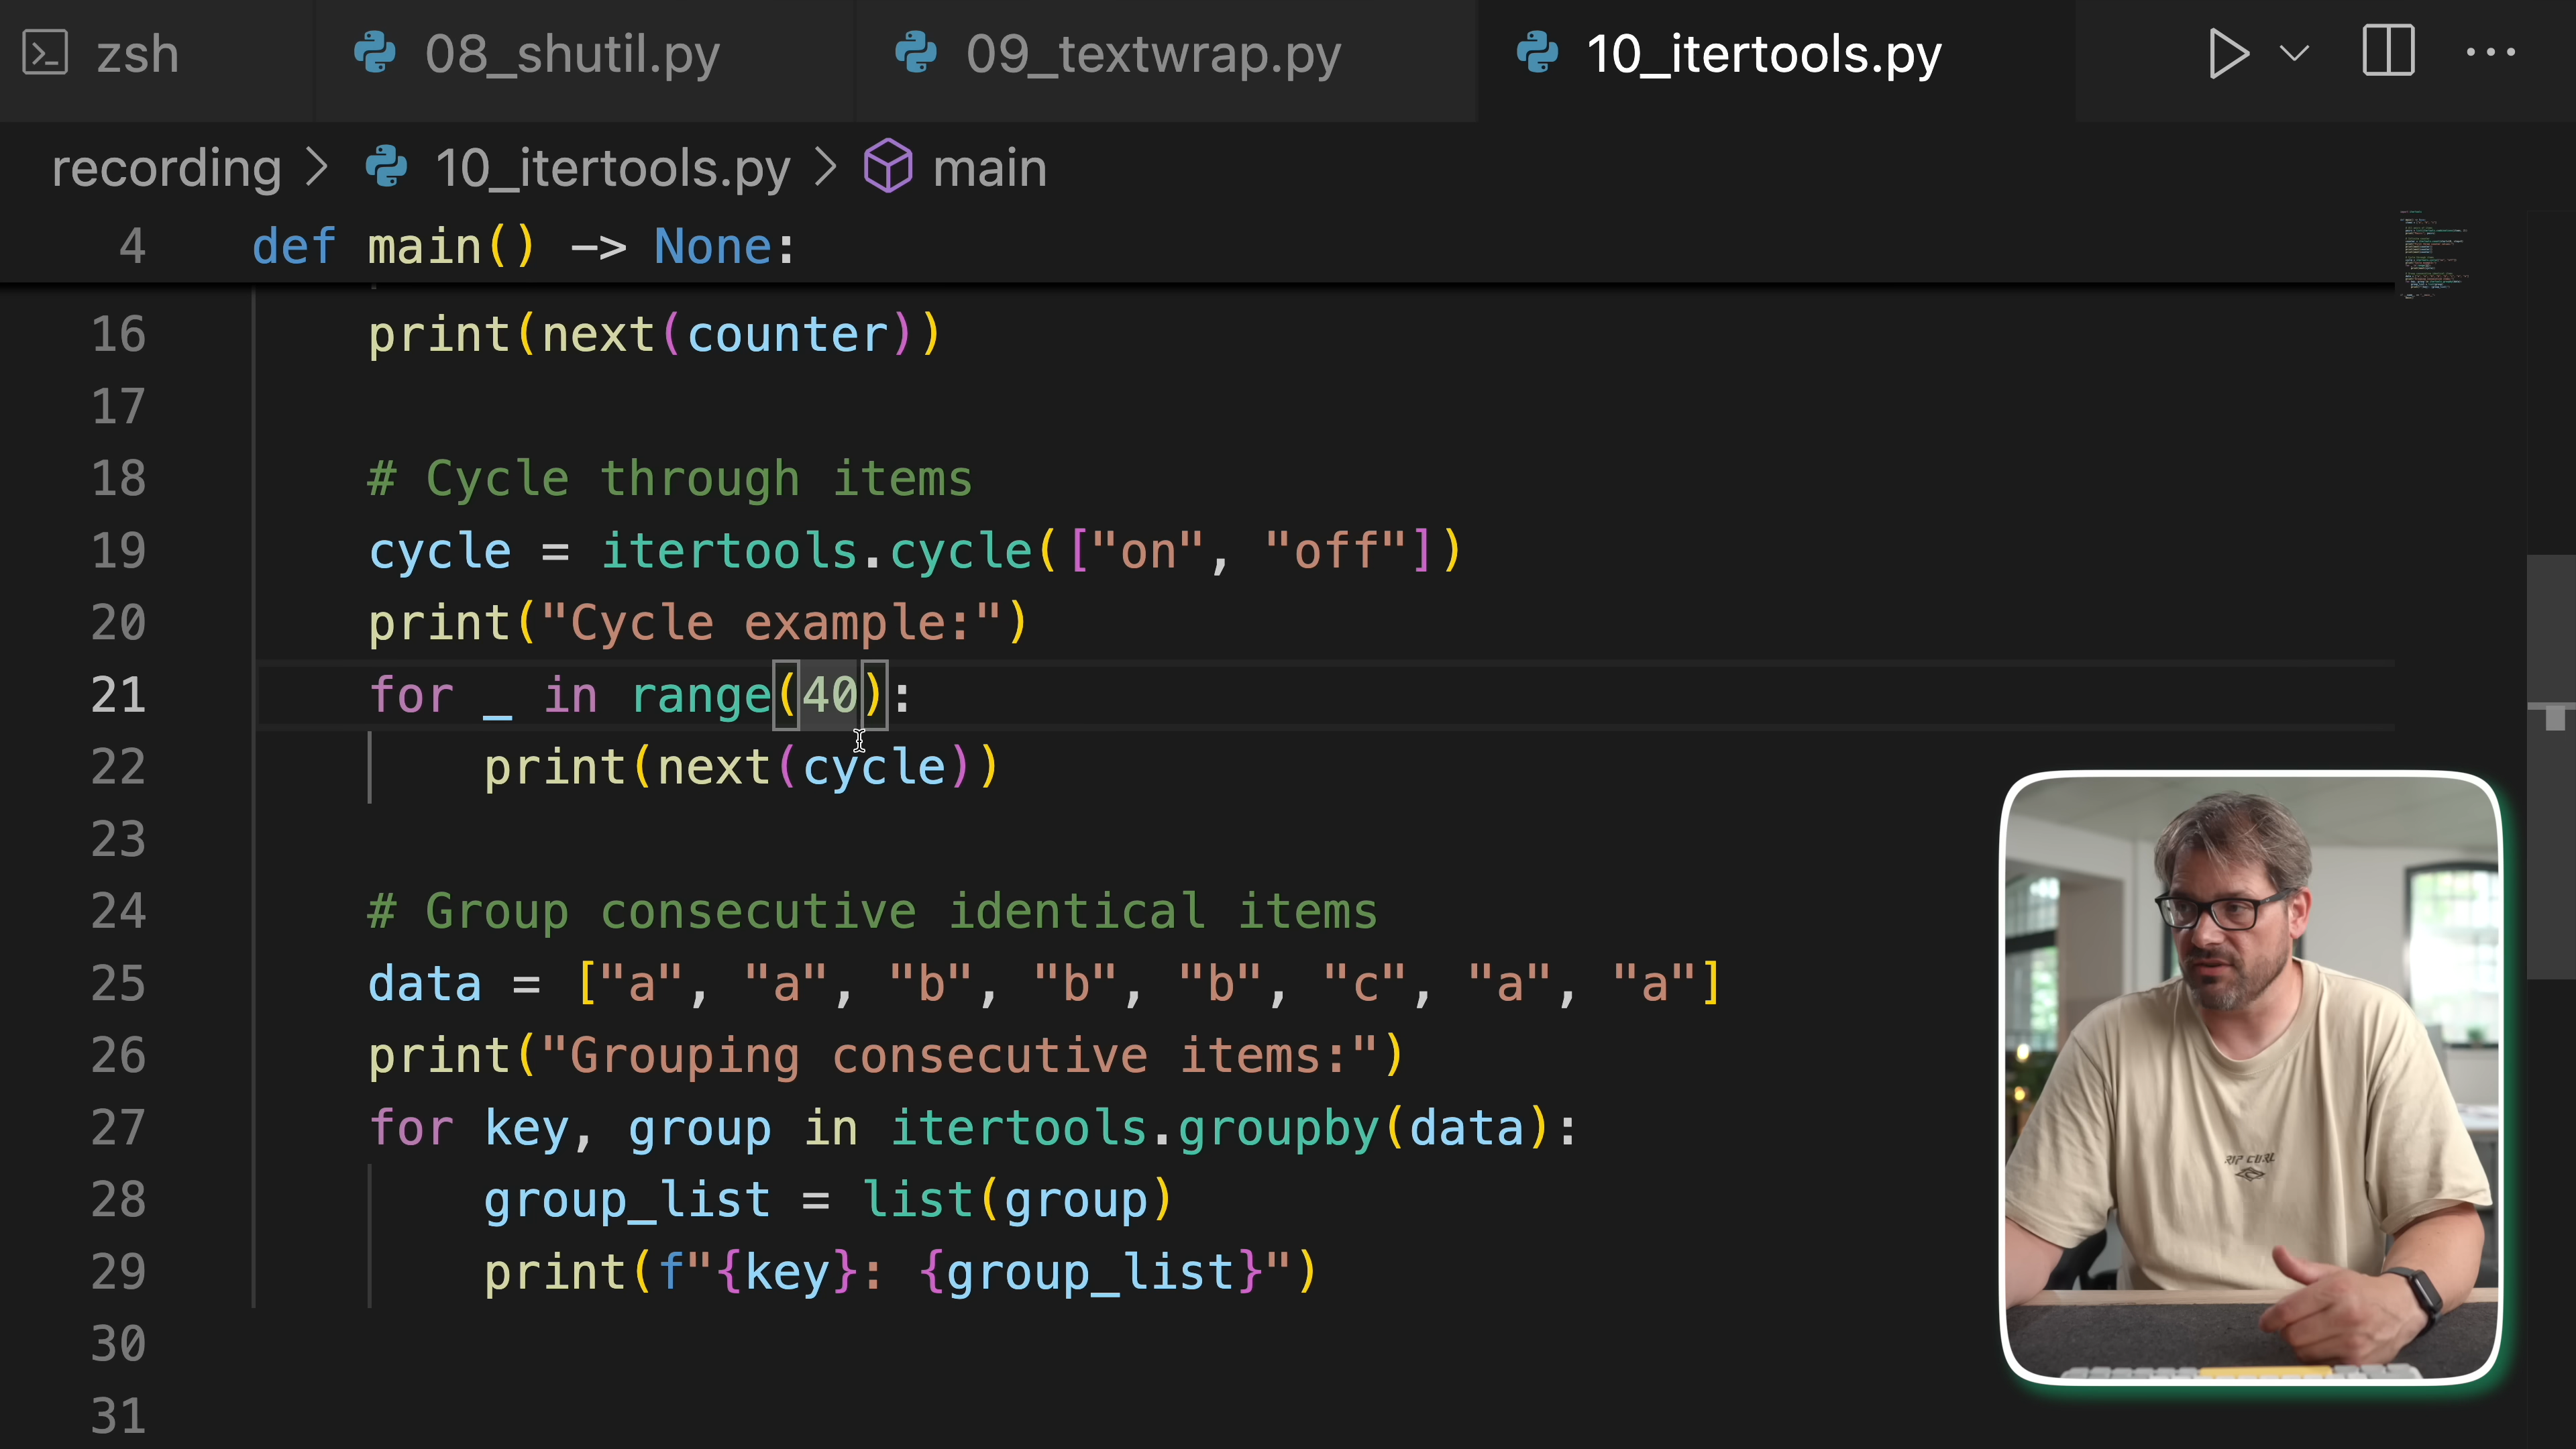 zsh 08_shutil.py 09_textwrap.py 10_itertools.py
recording > 10_itertools.py > main
4 def main() -> None:
16 print(next(counter))
17
18 # Cycle through items
19 cycle = itertools.cycle(["on", "off"])
20 print("Cycle example:")
21 for _ in range(40):
22 print(next(cycle))
23
24 # Group consecutive identical items
25 data = ["a", "a", "b", "b", "b", "c", "a", "a"]
26 print("Grouping consecutive items:")
27 for key, group in itertools.groupby(data):
28 group_list = list(group)
29 print(f"{key}: {group_list}")
30
31
RIP CURL